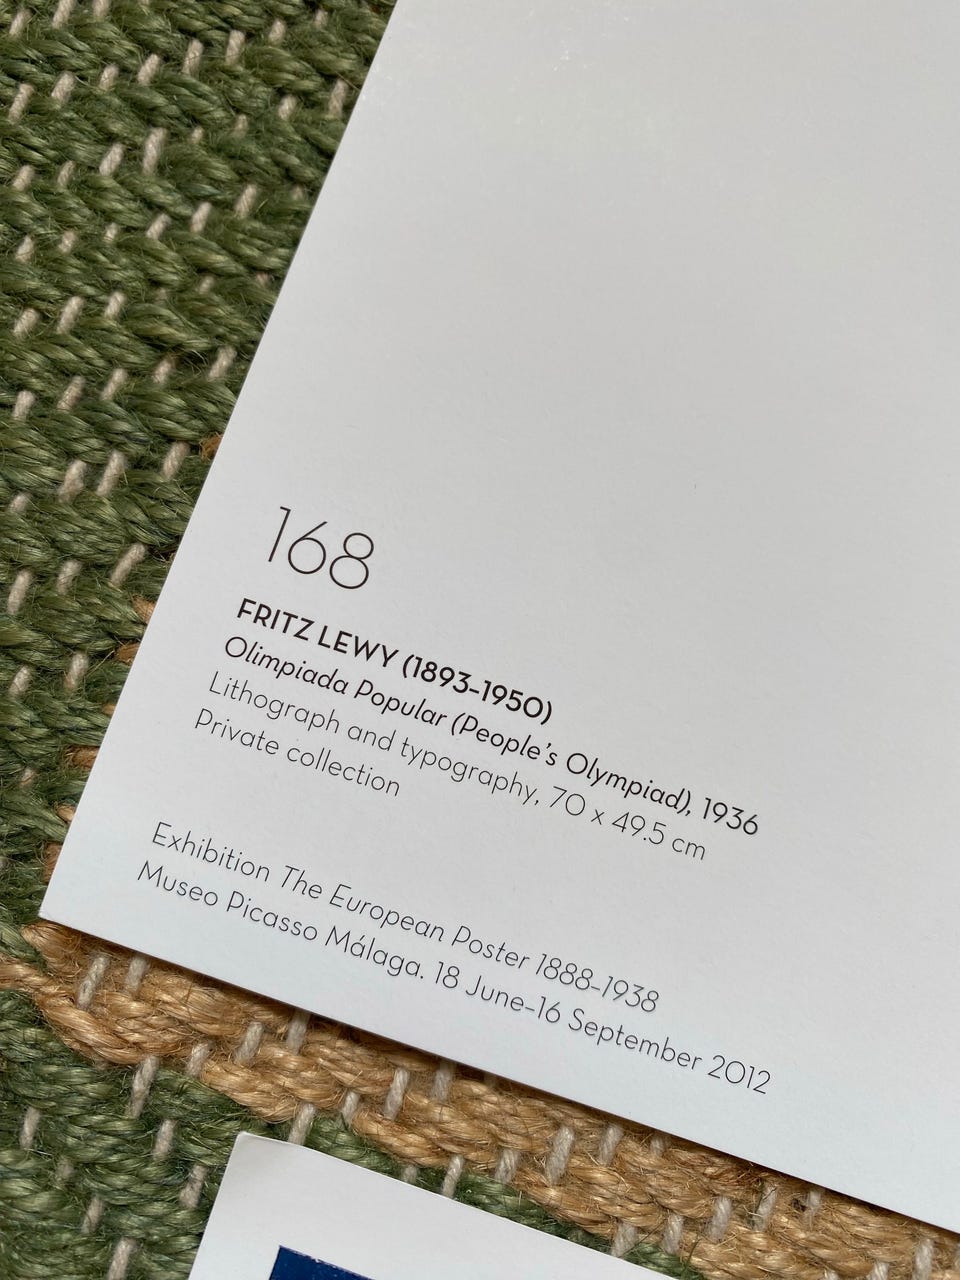 168
FRITZ LEWY (1893-1950)
Olimpiada Popular (People's Olympiad), 1936
Lithograph and typography, 70 x 49.5 cm
Private collection
Exhibition The European Poster 1888-1938
Museo Picasso Málaga. 18 June-16 September 2012